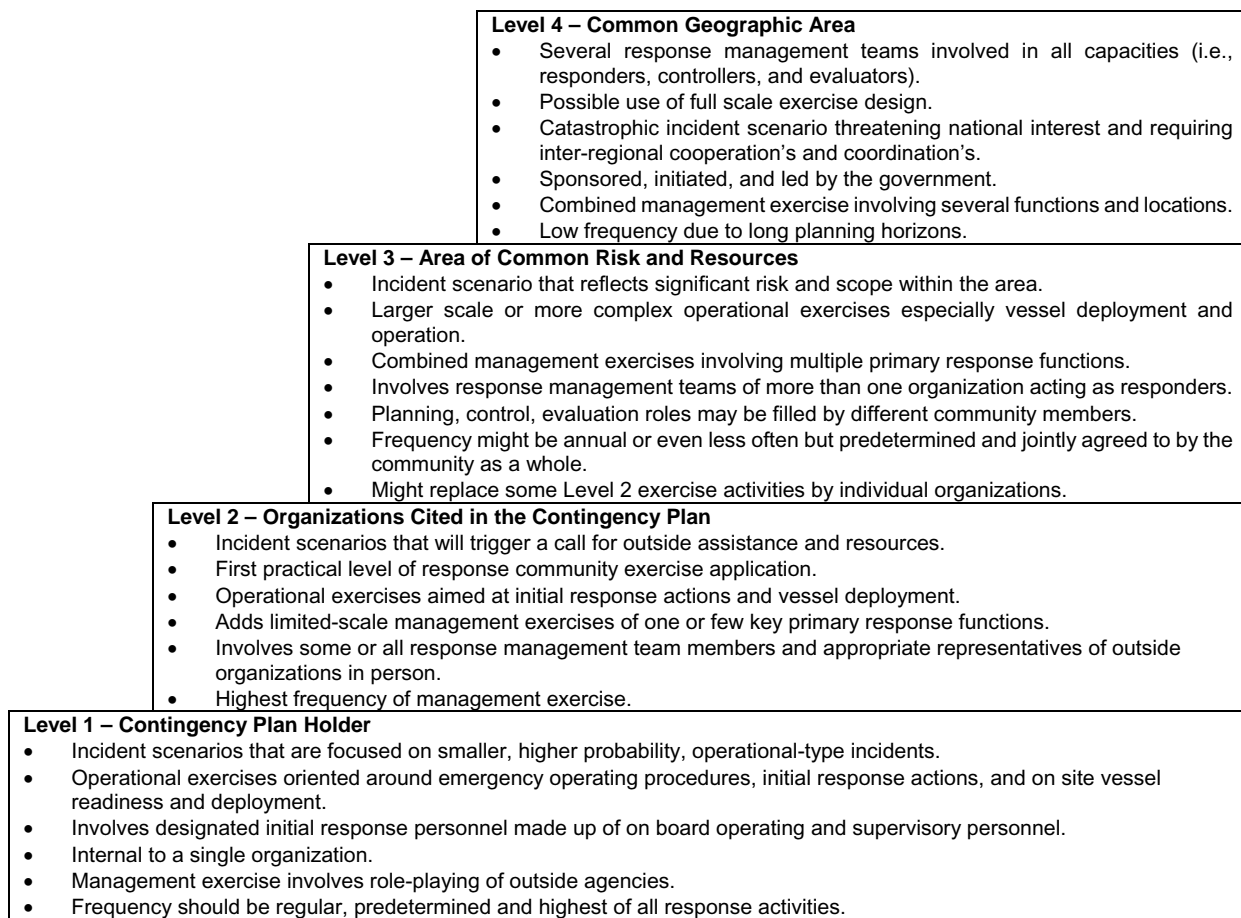 Level 4 – Common Geographic Area
• Several response management teams involved in all capacities (i.e.,
responders, controllers, and evaluators).
• Possible use of full scale exercise design.
• Catastrophic incident scenario threatening national interest and requiring
inter-regional cooperation's and coordination's.
• Sponsored, initiated, and led by the government.
• Combined management exercise involving several functions and locations.
• Low frequency due to long planning horizons.
Level 3 – Area of Common Risk and Resources
• Incident scenario that reflects significant risk and scope within the area.
• Larger scale or more complex operational exercises especially vessel deployment and
operation.
• Combined management exercises involving multiple primary response functions.
• Involves response management teams of more than one organization acting as responders.
• Planning, control, evaluation roles may be filled by different community members.
• Frequency might be annual or even less often but predetermined and jointly agreed to by the
community as a whole.
• Might replace some Level 2 exercise activities by individual organizations.
Level 2 – Organizations Cited in the Contingency Plan
• Incident scenarios that will trigger a call for outside assistance and resources.
• First practical level of response community exercise application.
• Operational exercises aimed at initial response actions and vessel deployment.
• Adds limited-scale management exercises of one or few key primary response functions.
• Involves some or all response management team members and appropriate representatives of outside
organizations in person.
• Highest frequency of management exercise.
Level 1 – Contingency Plan Holder
• Incident scenarios that are focused on smaller, higher probability, operational-type incidents.
• Operational exercises oriented around emergency operating procedures, initial response actions, and on site vessel
readiness and deployment.
• Involves designated initial response personnel made up of on board operating and supervisory personnel.
• Internal to a single organization.
• Management exercise involves role-playing of outside agencies.
• Frequency should be regular, predetermined and highest of all response activities.